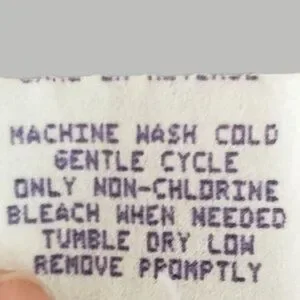 MACHINE WASH COLD
GENTLE CYCLE
ONLY NON-CHLORINE
BLEACH WHEN NEEDED
TUMBLE DRY LOW
REMOVE PPOMPTLY